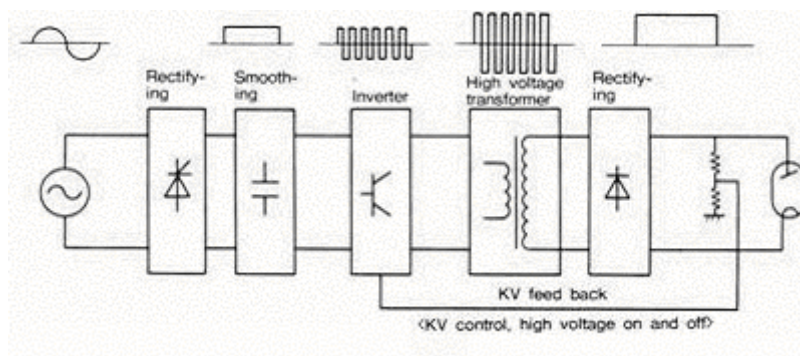 Rectify-
ing
Smooth-
ing
Inverter
High voltage
transformer
Rectify-
ing
KV feed back
<KV control, high voltage on and off>